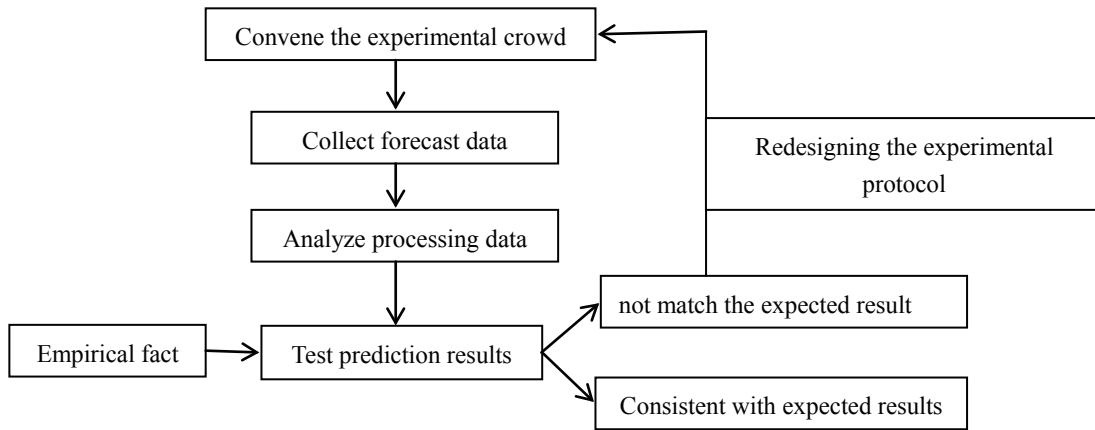 Convene the experimental crowd
Collect forecast data
Redesigning the experimental
protocol
Analyze processing data
not match the expected result
Empirical fact
Test prediction results
Consistent with expected results